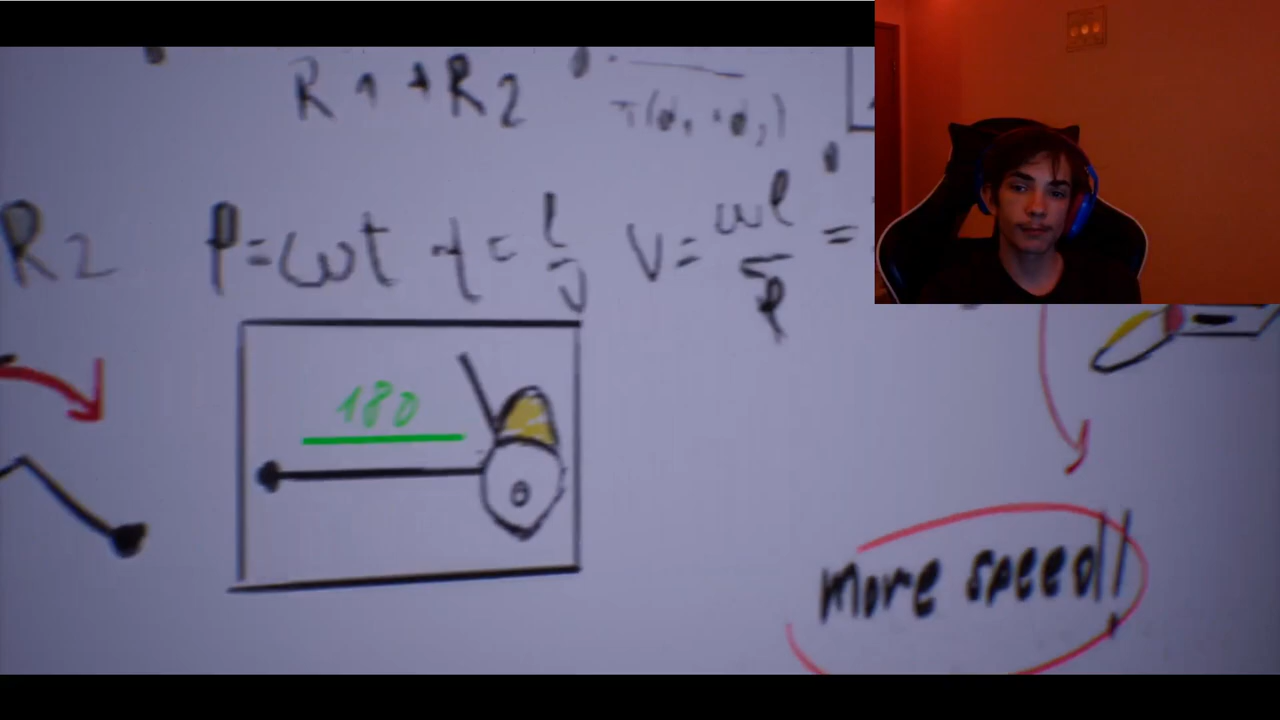 R1+R2
R2 φ=ωt t=l/v V=ωl/φ =
180
More speed!!